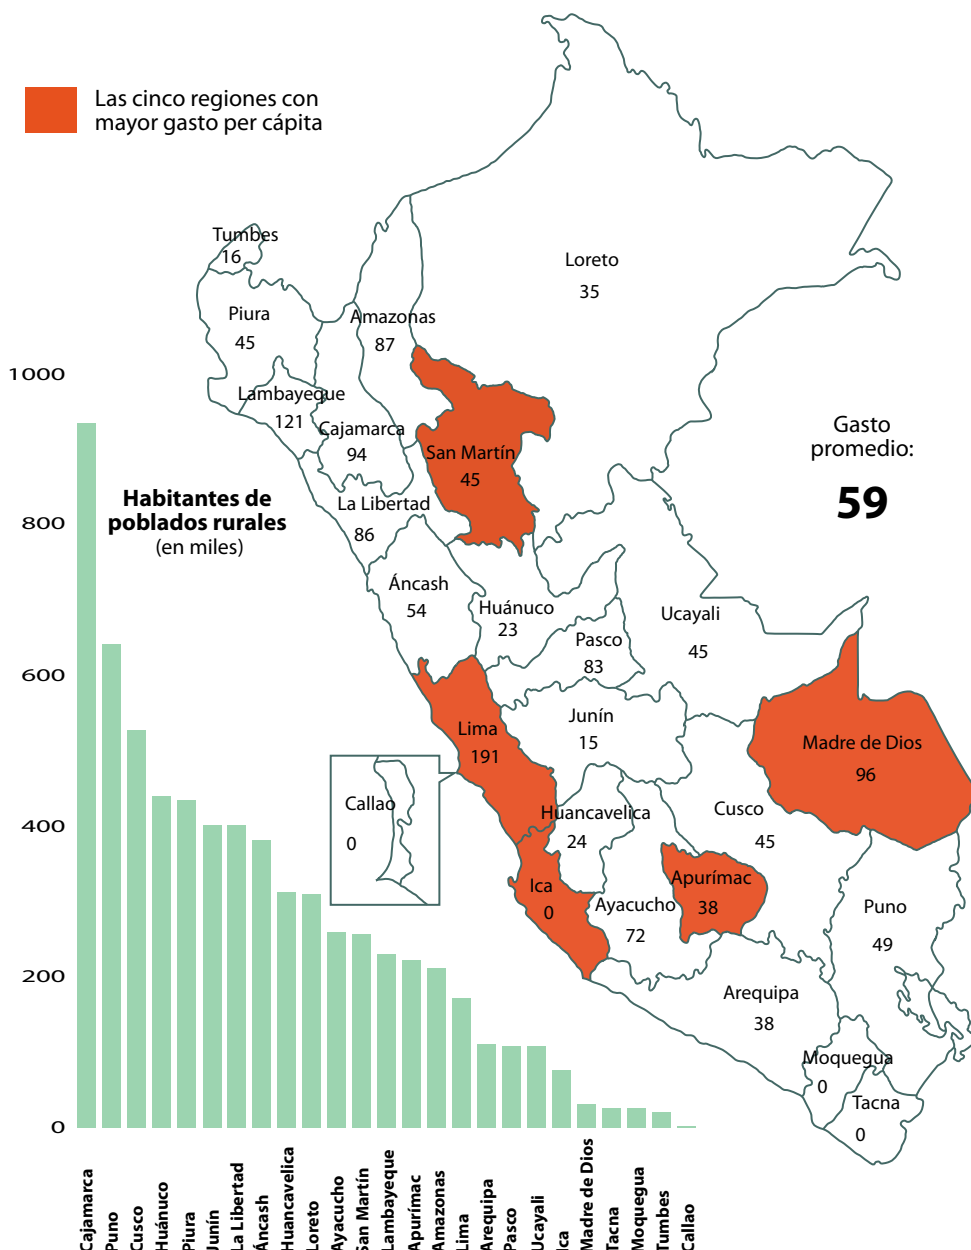 Las cinco regiones con
mayor gasto per cápita
Tumbes
16
Loreto
35
Piura
45
Amazonas
87
Lambayeque
121
Cajamarca
94
San Martín
45
Gasto
promedio:
59
La Libertad
86
Áncash
54
Huánuco
23
Pasco
83
Ucayali
45
Lima
191
Junín
15
Madre de Dios
96
Callao
0
Huancavelica
24
Cusco
45
Ica
0
Ayacucho
72
Apurímac
38
Puno
49
Arequipa
38
Moquegua
0
Tacna
0
Habitantes de
poblados rurales
(en miles)
1000
800
600
400
200
0
Cajamarca
Puno
Cusco
Huánuco
Piura
Junín
La Libertad
Áncash
Huancavelica
Loreto
Ayacucho
San Martín
Lambayeque
Apurímac
Amazonas
Lima
Arequipa
Pasco
Ucayali
Ica
Madre de Dios
Tacna
Moquegua
Tumbes
Callao